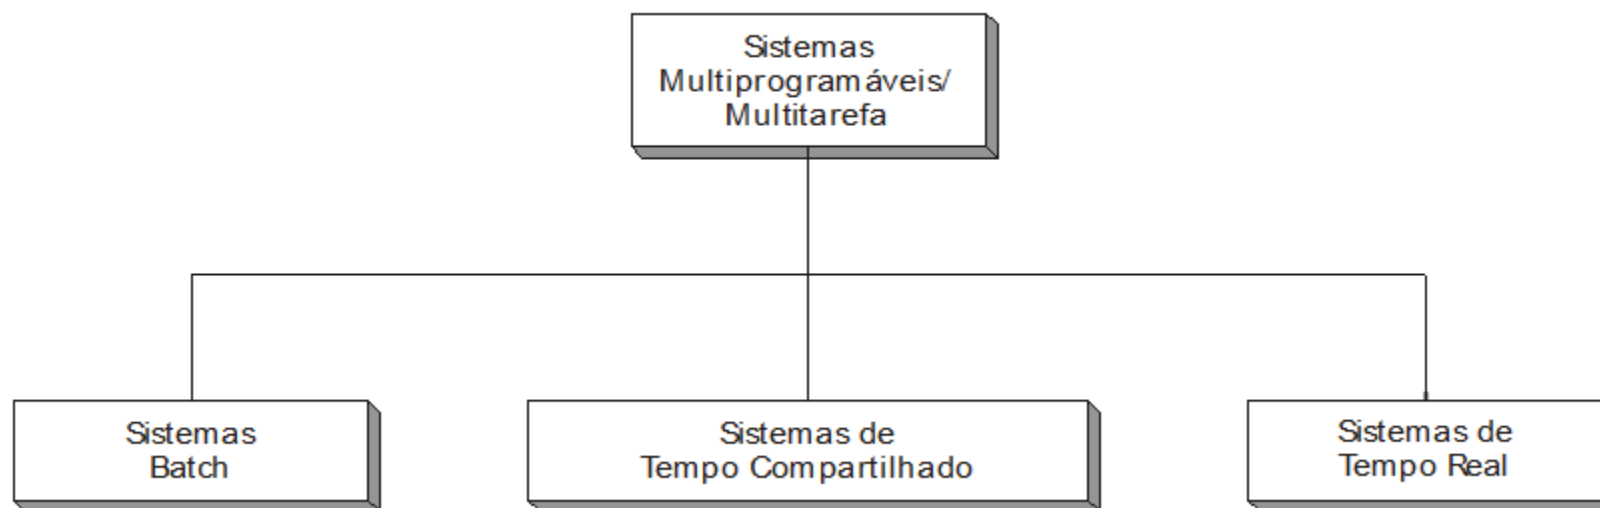 Sistemas
Multiprogramáveis/
Multitarefa
Sistemas
Batch
Sistemas de
Tempo Compartilhado
Sistemas de
Tempo Real